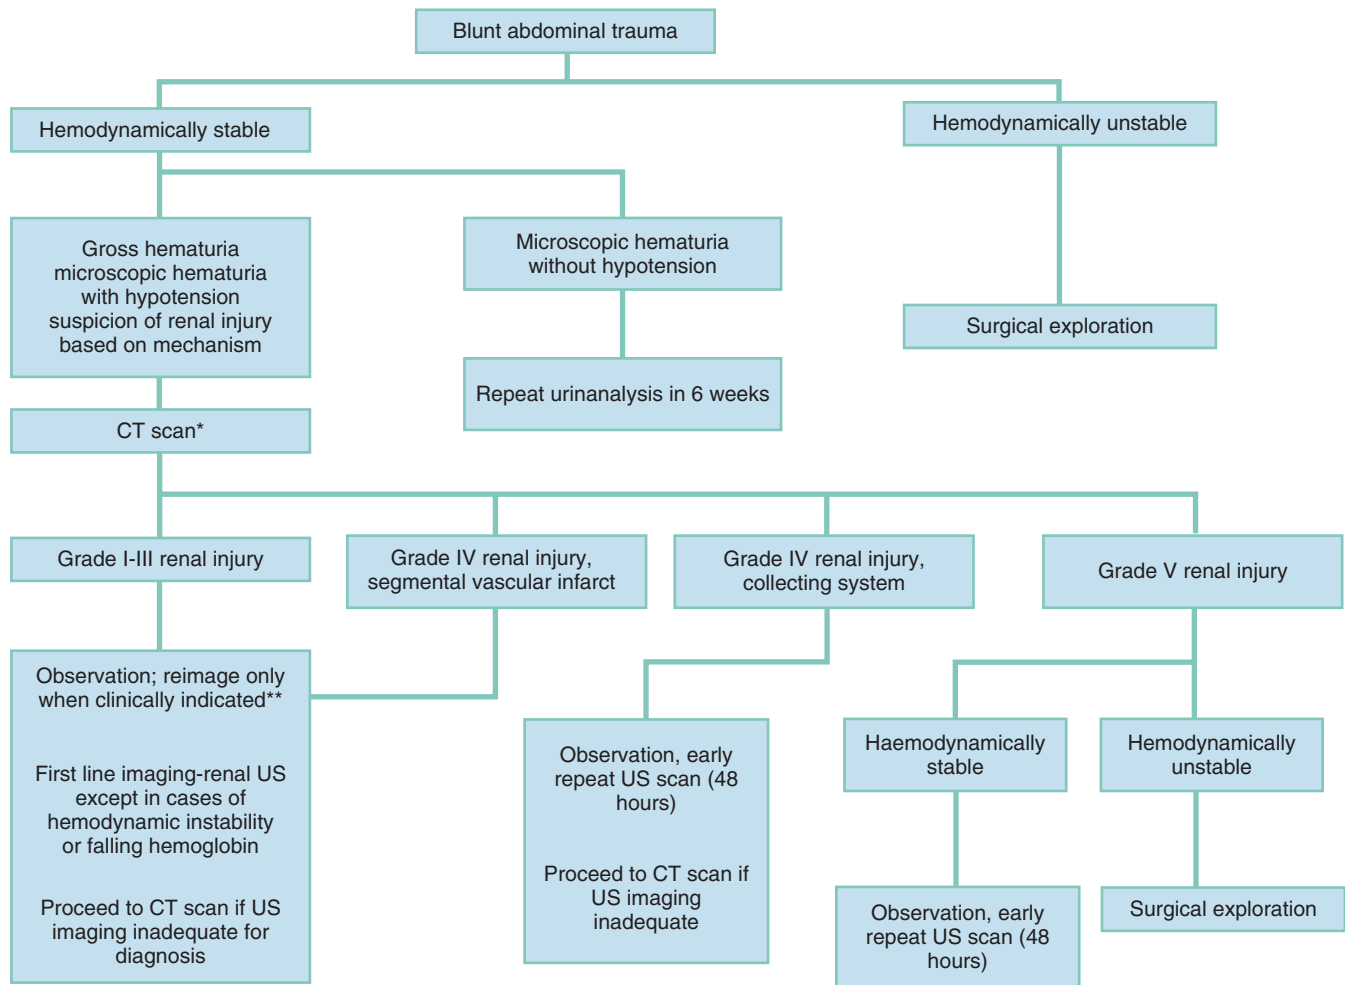 Blunt abdominal trauma
Hemodynamically stable
Hemodynamically unstable
Gross hematuria
microscopic hematuria
with hypotension
suspicion of renal injury
based on mechanism
Microscopic hematuria
without hypotension
Surgical exploration
Repeat urinanalysis in 6 weeks
CT scan*
Grade I-III renal injury
Grade IV renal injury,
segmental vascular infarct
Grade IV renal injury,
collecting system
Grade V renal injury
Observation; reimage only
when clinically indicated**
First line imaging-renal US
except in cases of
hemodynamic instability
or falling hemoglobin
Proceed to CT scan if US
imaging inadequate for
diagnosis
Observation, early
repeat US scan (48
hours)
Proceed to CT scan if
US imaging
inadequate
Haemodynamically
stable
Hemodynamically
unstable
Observation, early
repeat US scan (48
hours)
Surgical exploration